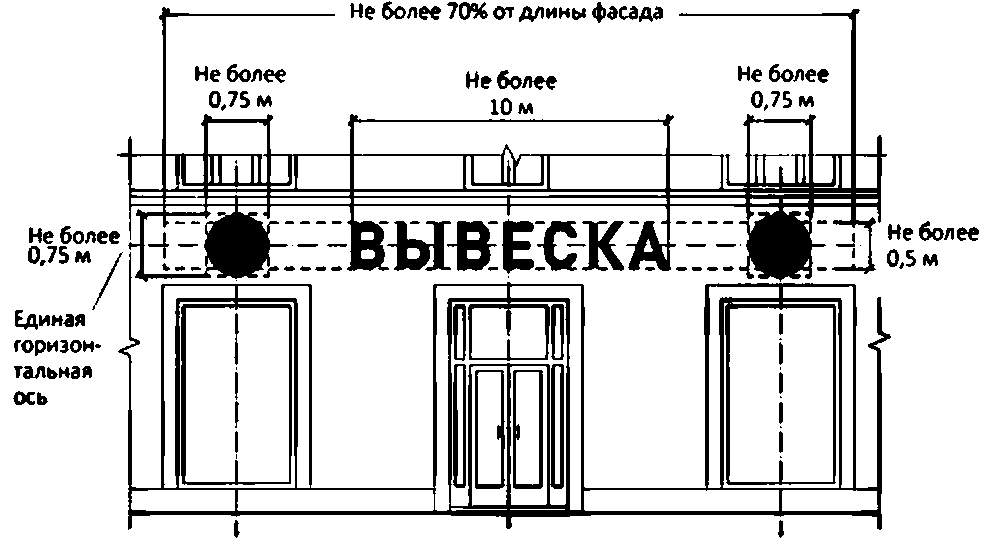 Не более 70% от длины фасада
Не более
0,75 м
Не более
10 м
Не более
0,75 м
Не более
0,75 м
ВЫВЕСКА
Не более
0,5 м
Единая
горизон-
тальная
ось